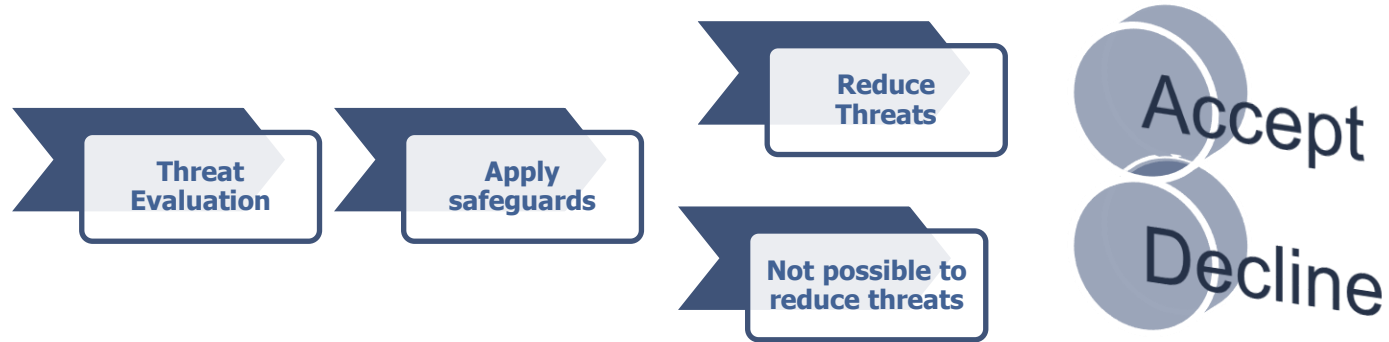 Threat
Evaluation
Apply
safeguards
Reduce
Threats
Not possible to
reduce threats
Accept
Decline